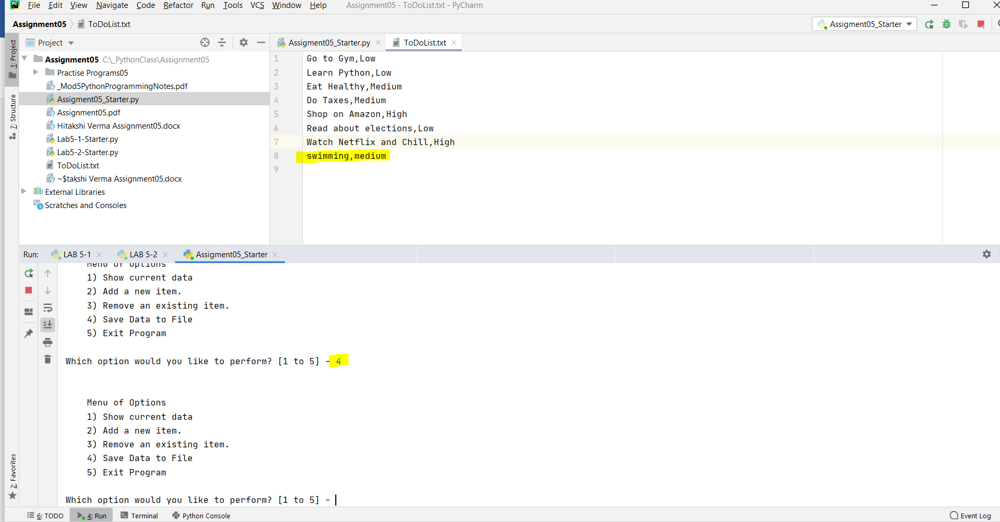 File Edit View Navigate Code Refactor Run Tools VCS Window Help Assignment05 - ToDoList.txt - PyCharm
Assignment05 ToDoList.txt Assigment05_Starter
Project
Assigment05_Starter.py ToDoList.txt
1: Project
7: Structure
2: Favorites
Assignment05 C:\_PythonClass\Assignment05
Practise Programs05
_Mod5PythonProgrammingNotes.pdf
Assigment05_Starter.py
Assignment05.pdf
Hitakshi Verma Assignment05.docx
Lab5-1-Starter.py
Lab5-2-Starter.py
ToDoList.txt
~$takshi Verma Assignment05.docx
External Libraries
Scratches and Consoles
1 Go to Gym,Low
2 Learn Python,Low
3 Eat Healthy,Medium
4 Do Taxes,Medium
5 Shop on Amazon,High
6 Read about elections,Low
7 Watch Netflix and Chill,High
8 swimming,medium
9
Run: LAB 5-1 LAB 5-2 Assigment05_Starter
Menu of Options
1) Show current data
2) Add a new item.
3) Remove an existing item.
4) Save Data to File
5) Exit Program
Which option would you like to perform? [1 to 5] - 4
Menu of Options
1) Show current data
2) Add a new item.
3) Remove an existing item.
4) Save Data to File
5) Exit Program
Which option would you like to perform? [1 to 5] -
6: TODO 4: Run Terminal Python Console Event Log